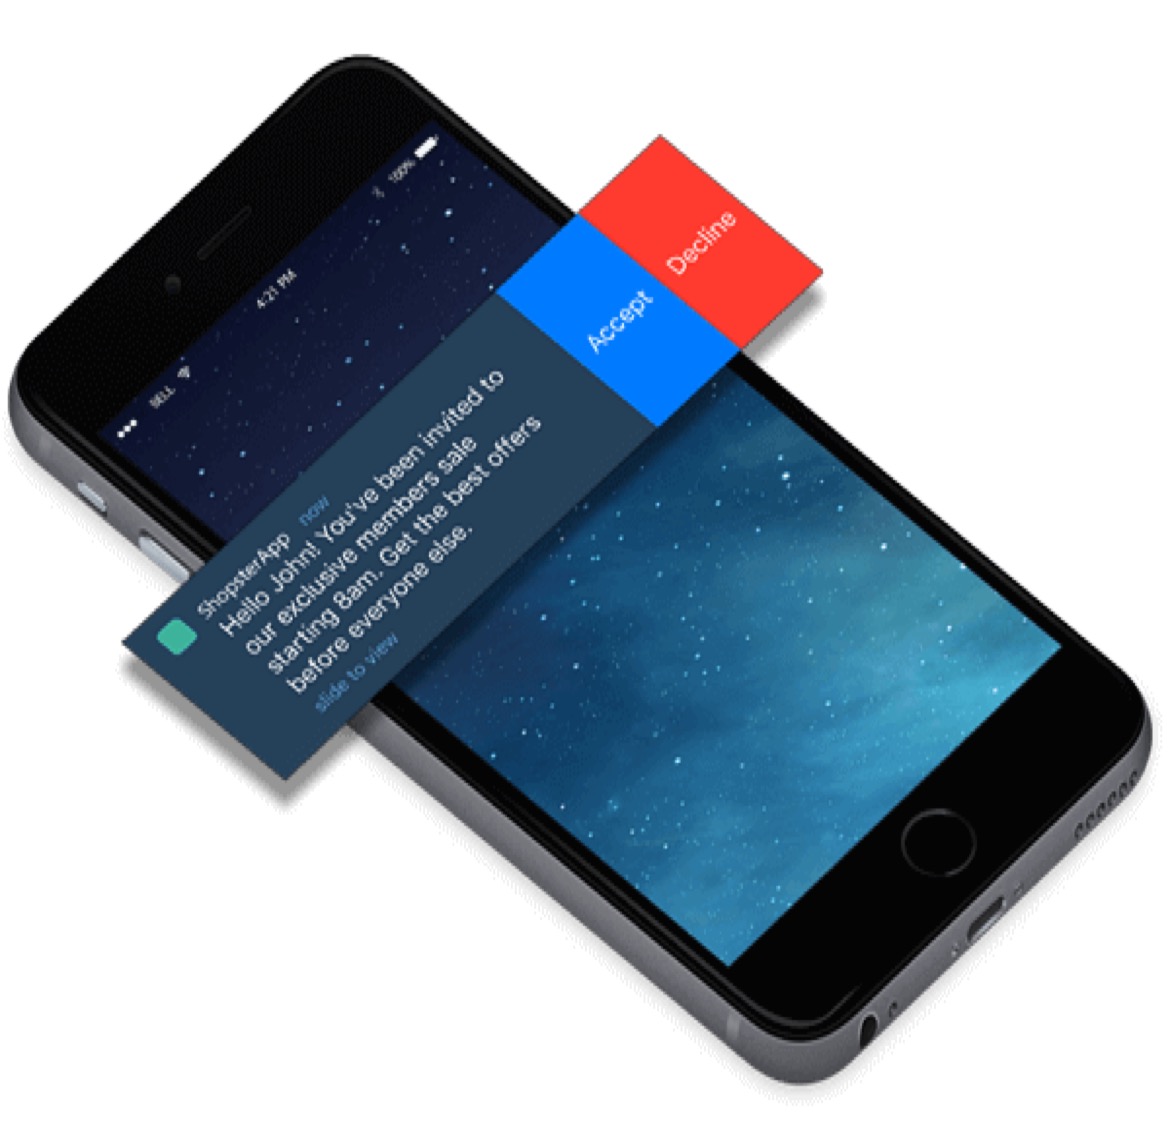 BELL 4:21 PM 100%
ShopsterApp now
Hello John! You've been invited to
our exclusive members sale
starting 8am. Get the best offers
before everyone else.
slide to view
Accept
Decline